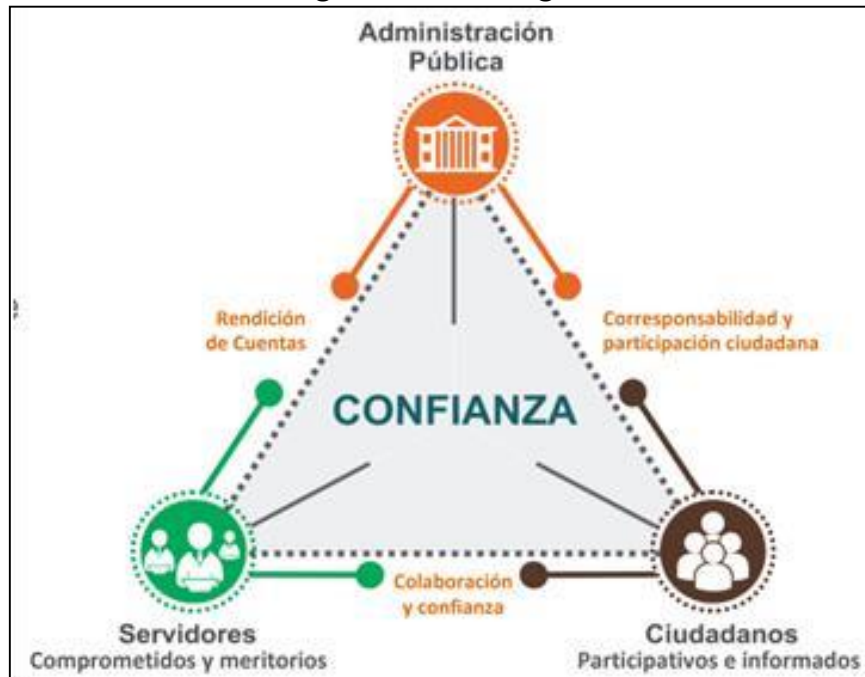 Administración
Pública
Rendición
de Cuentas
Corresponsabilidad y
participación ciudadana
CONFIANZA
Colaboración
y confianza
Servidores
Comprometidos y meritorios
Ciudadanos
Participativos e informados